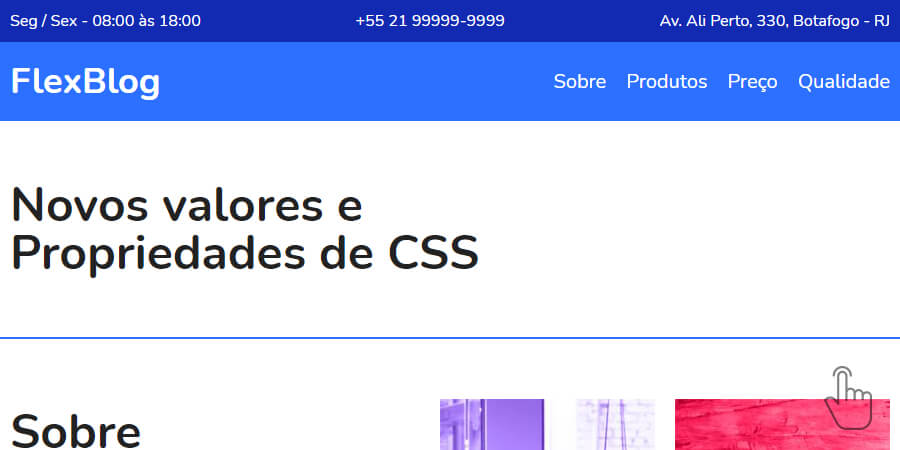 Seg / Sex - 08:00 às 18:00
+55 21 99999-9999
Av. Ali Perto, 330, Botafogo - RJ
FlexBlog
Sobre
Produtos
Preço
Qualidade
Novos valores e
Propriedades de CSS
Sobre